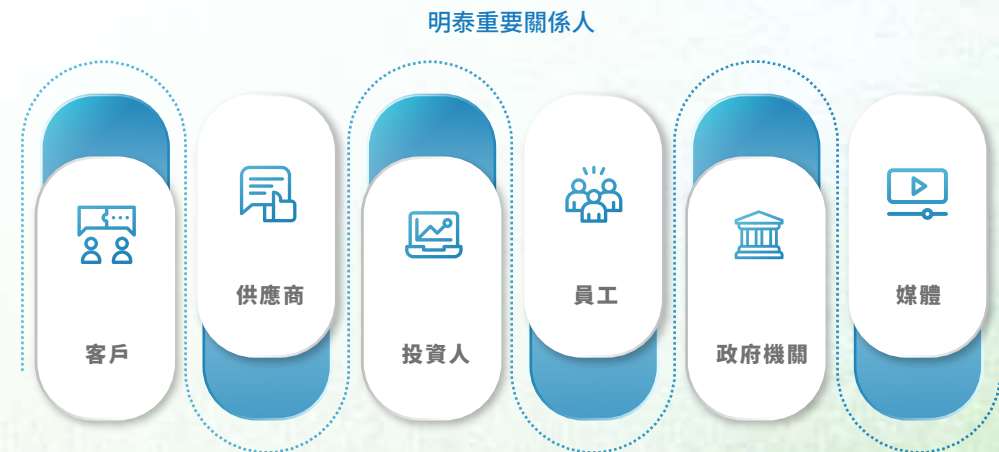 明泰重要關係人
客戶
供應商
投資人
員工
政府機關
媒體